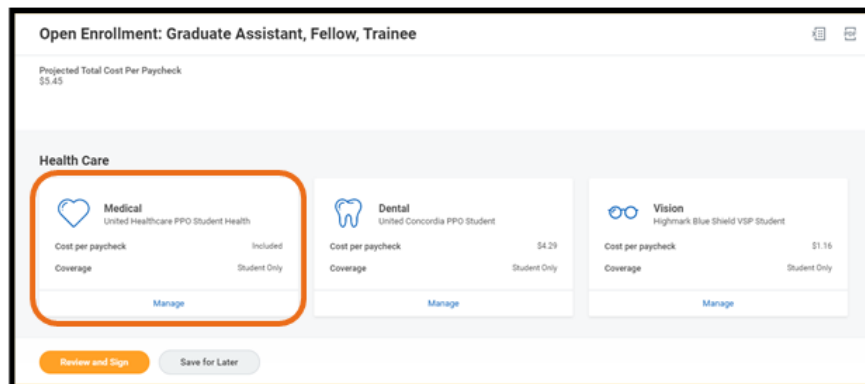 Open Enrollment: Graduate Assistant, Fellow, Trainee
Projected Total Cost Per Paycheck
$5.45
Health Care
Medical
United Healthcare PPO Student Health
Cost per paycheck Included
Coverage Student Only
Manage
Dental
United Concordia PPO Student
Cost per paycheck $4.29
Coverage Student Only
Manage
Vision
Highmark Blue Shield VSP Student
Cost per paycheck $1.16
Coverage Student Only
Manage
Review and Sign Save for Later